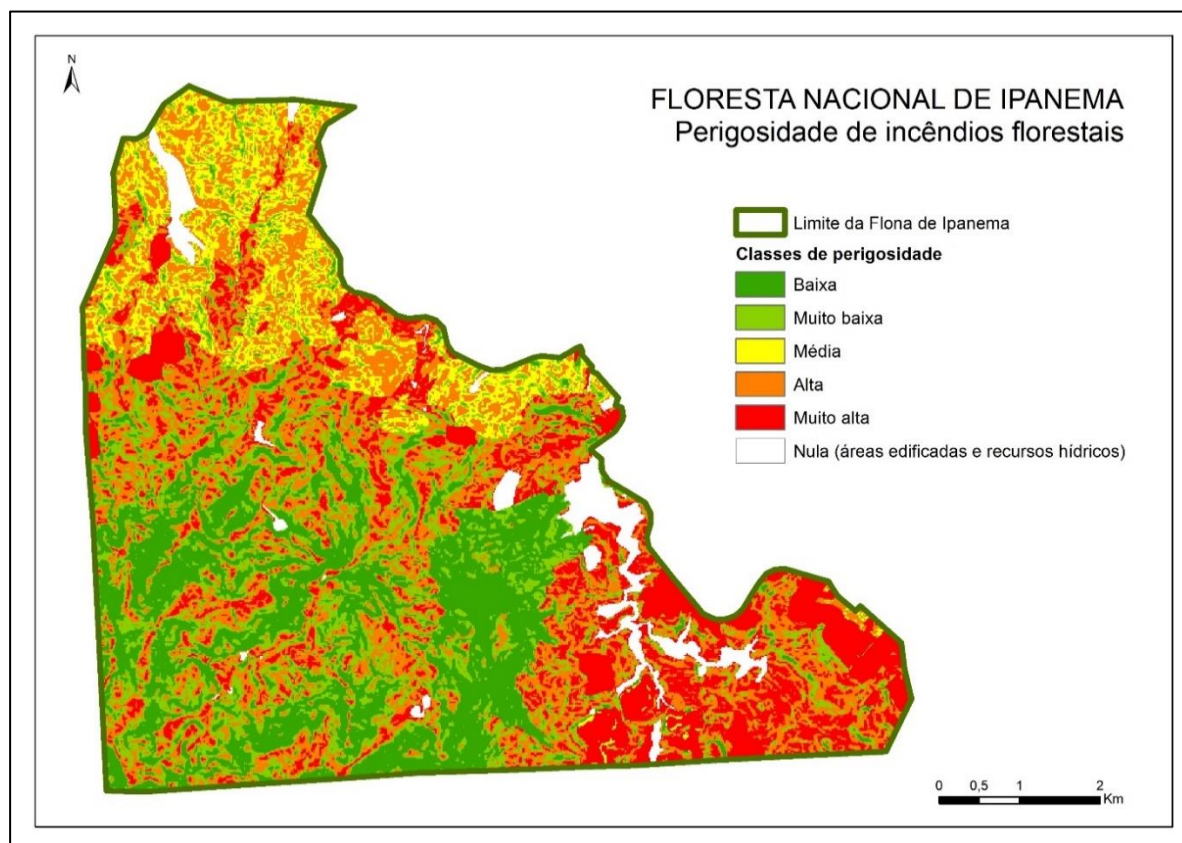 N
FLORESTA NACIONAL DE IPANEMA
Perigosidade de incêndios florestais
Limite da Flona de Ipanema
Classes de perigosidade
Baixa
Muito baixa
Média
Alta
Muito alta
Nula (áreas edificadas e recursos hídricos)
0 0,5 1 2
Km